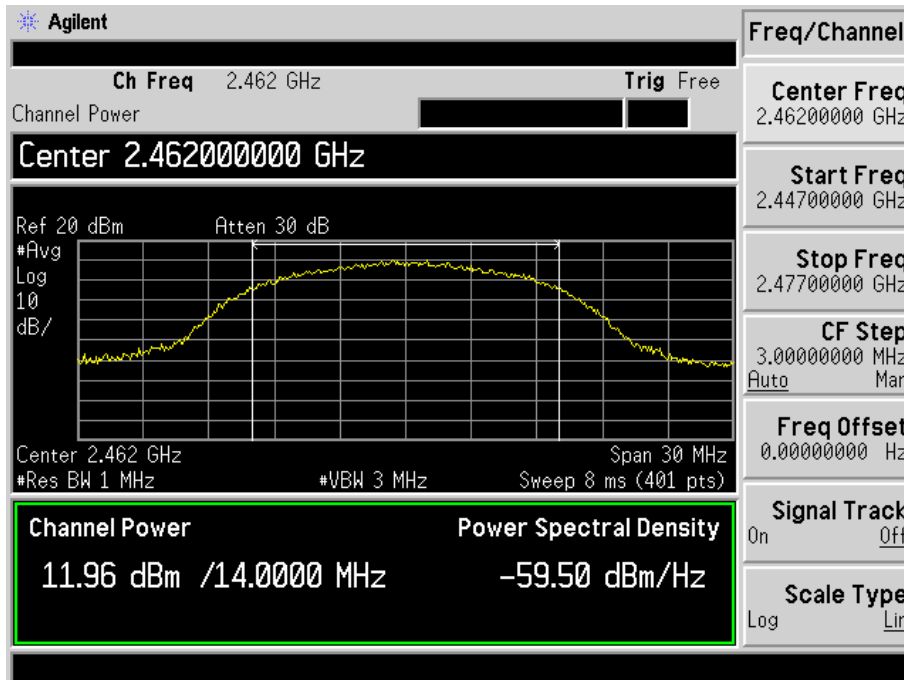 Agilent
Freq/Channel
Ch Freq 2.462 GHz Trig Free
Channel Power
Center 2.462000000 GHz
Ref 20 dBm Atten 30 dB
#Avg
Log
10
dB/
Center 2.462 GHz Span 30 MHz
#Res BW 1 MHz #VBW 3 MHz Sweep 8 ms (401 pts)
Channel Power Power Spectral Density
11.96 dBm /14.0000 MHz -59.50 dBm/Hz
Center Freq
2.46200000 GHz
Start Freq
2.44700000 GHz
Stop Freq
2.47700000 GHz
CF Step
3.00000000 MHz
Auto Man
Freq Offset
0.00000000 Hz
Signal Track
On Off
Scale Type
Log Lin